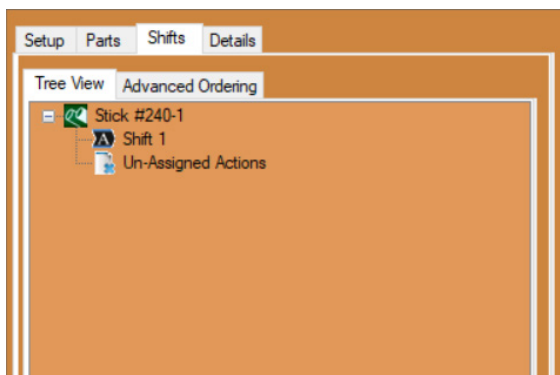 Setup Parts Shifts Details
Tree View Advanced Ordering
Stick #240-1
A Shift 1
Un-Assigned Actions